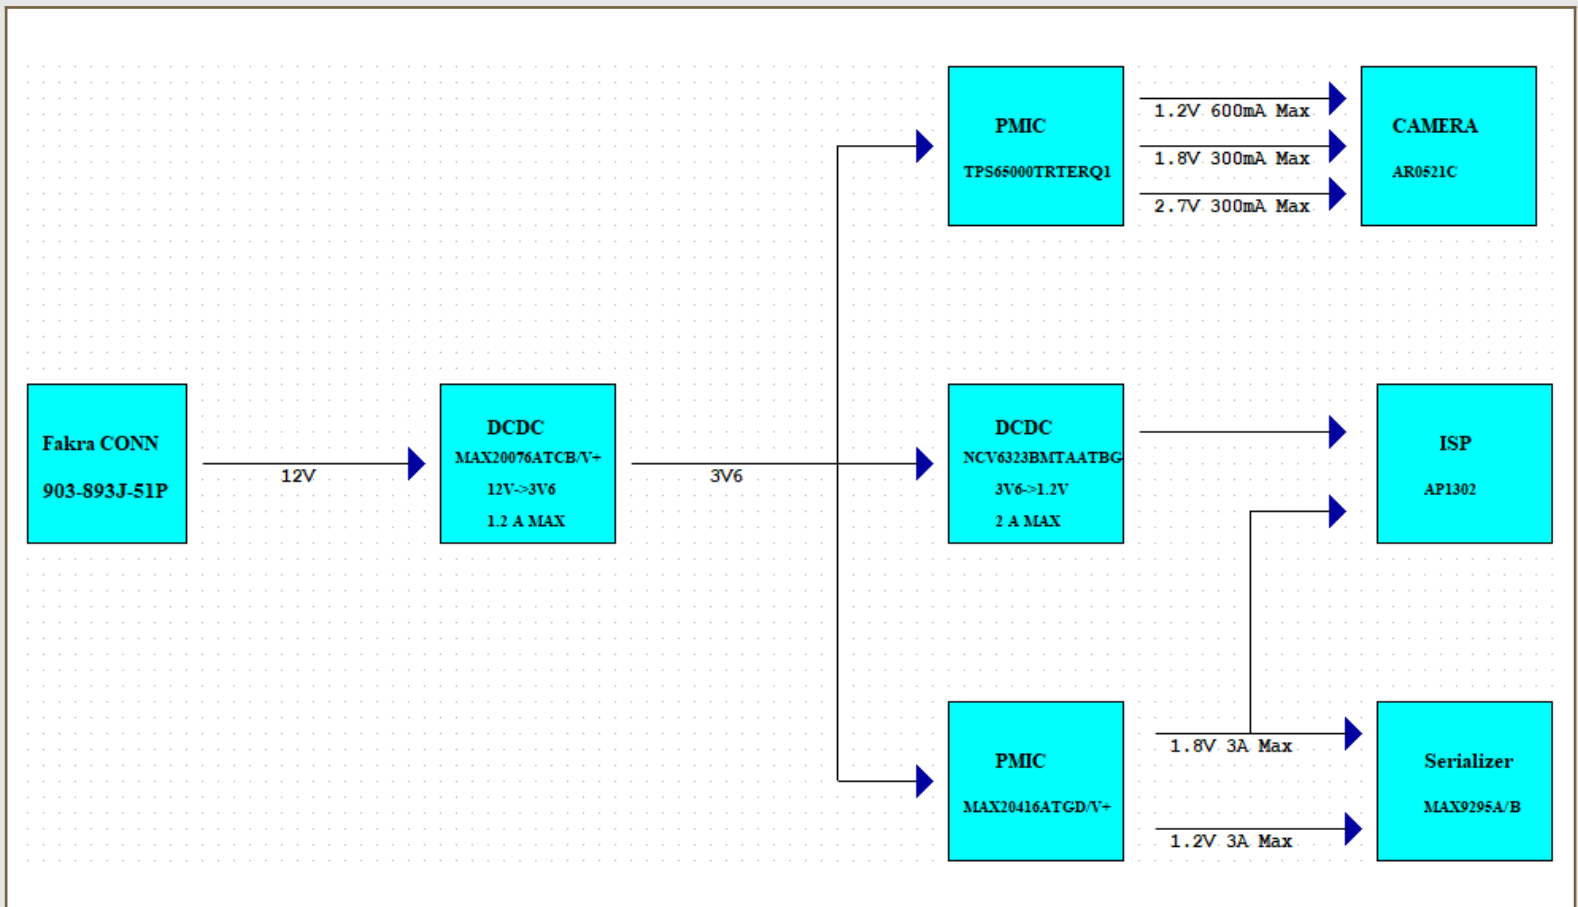 PMIC
TPS65000TRTERQ1
1.2V 600mA Max
1.8V 300mA Max
2.7V 300mA Max
CAMERA
AR0521C
Fakra CONN
903-893J-51P
12V
DCDC
MAX20076ATCB/V+
12V->3V6
1.2 A MAX
3V6
DCDC
NCV6323BMTAATBG
3V6->1.2V
2 A MAX
ISP
AP1302
PMIC
MAX20416ATGD/V+
1.8V 3A Max
1.2V 3A Max
Serializer
MAX9295A/B